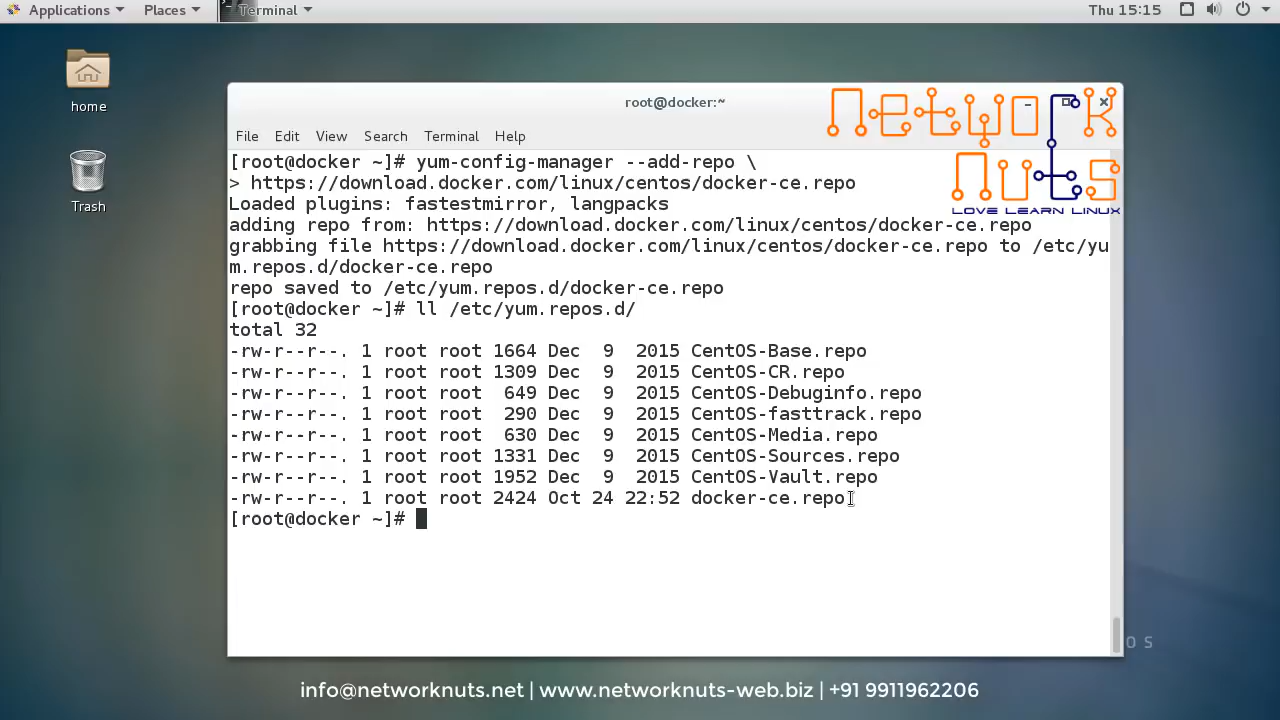 Applications Places Terminal Thu 15:15
home
Trash
root@docker:~
NETWORK
NUTS
LOVE LEARN LINUX
File Edit View Search Terminal Help
[root@docker ~]# yum-config-manager --add-repo \
> https://download.docker.com/linux/centos/docker-ce.repo
Loaded plugins: fastestmirror, langpacks
adding repo from: https://download.docker.com/linux/centos/docker-ce.repo
grabbing file https://download.docker.com/linux/centos/docker-ce.repo to /etc/yu
m.repos.d/docker-ce.repo
repo saved to /etc/yum.repos.d/docker-ce.repo
[root@docker ~]# ll /etc/yum.repos.d/
total 32
-rw-r--r--. 1 root root 1664 Dec  9  2015 CentOS-Base.repo
-rw-r--r--. 1 root root 1309 Dec  9  2015 CentOS-CR.repo
-rw-r--r--. 1 root root  649 Dec  9  2015 CentOS-Debuginfo.repo
-rw-r--r--. 1 root root  290 Dec  9  2015 CentOS-fasttrack.repo
-rw-r--r--. 1 root root  630 Dec  9  2015 CentOS-Media.repo
-rw-r--r--. 1 root root 1331 Dec  9  2015 CentOS-Sources.repo
-rw-r--r--. 1 root root 1952 Dec  9  2015 CentOS-Vault.repo
-rw-r--r--. 1 root root 2424 Oct 24 22:52 docker-ce.repo
[root@docker ~]#
O S
info@networknuts.net | www.networknuts-web.biz | +91 9911962206